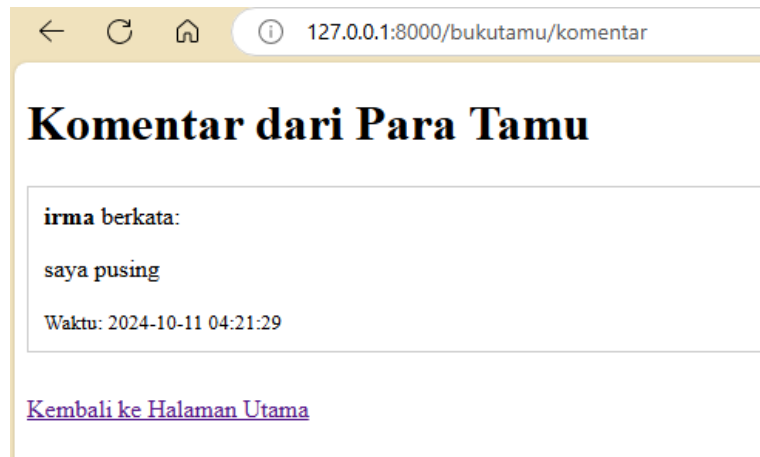 127.0.0.1:8000/bukutamu/komentar
Komentar dari Para Tamu
irma berkata:
saya pusing
Waktu: 2024-10-11 04:21:29
Kembali ke Halaman Utama